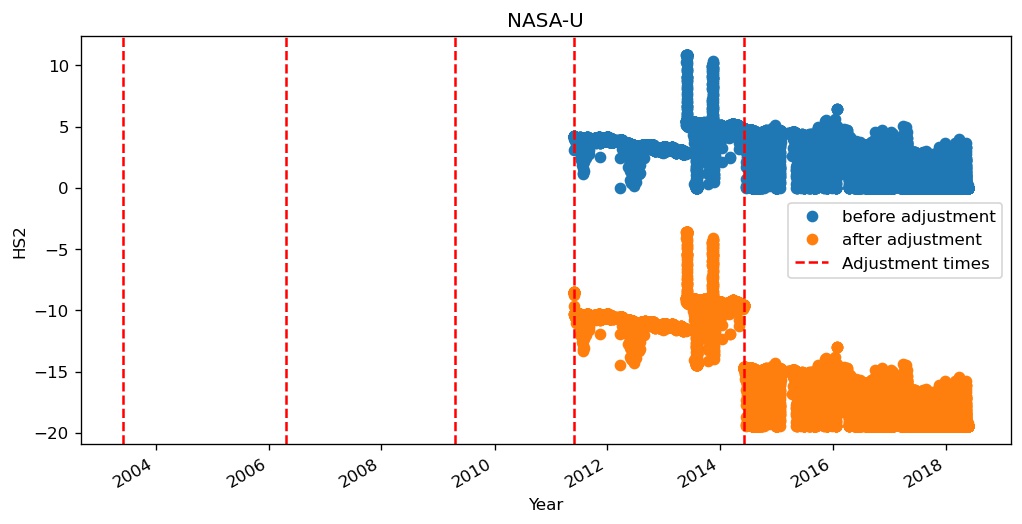 NASA-U
HS2
10
5
0
−5
−10
−15
−20
before adjustment
after adjustment
Adjustment times
2004
2006
2008
2010
2012
2014
2016
2018
Year